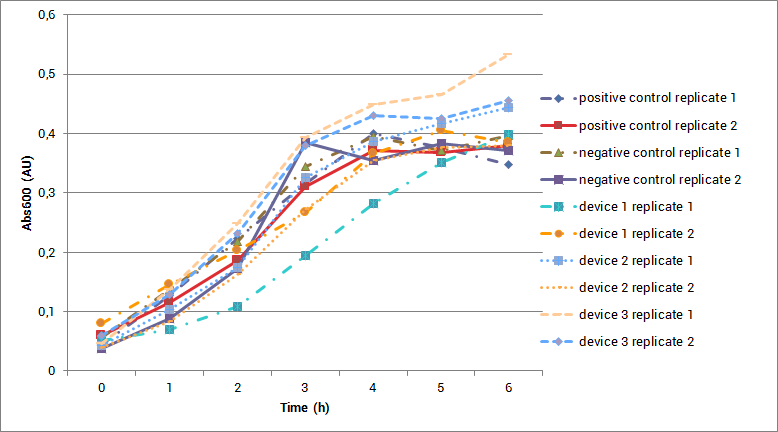 0,6
0,5
0,4
0,3
0,2
0,1
0
Abs600 (AU)
0 1 2 3 4 5 6
Time (h)
positive control replicate 1
positive control replicate 2
negative control replicate 1
negative control replicate 2
device 1 replicate 1
device 1 replicate 2
device 2 replicate 1
device 2 replicate 2
device 3 replicate 1
device 3 replicate 2